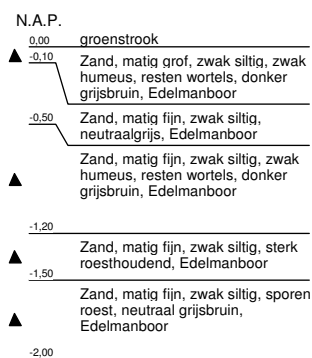 N.A.P.
0,00 groenstrook
-0,10 Zand, matig grof, zwak siltig, zwak
humeus, resten wortels, donker
grijsbruin, Edelmanboor
-0,50 Zand, matig fijn, zwak siltig,
neutraalgrijs, Edelmanboor
Zand, matig fijn, zwak siltig, zwak
humeus, resten wortels, donker
grijsbruin, Edelmanboor
-1,20
Zand, matig fijn, zwak siltig, sterk
roesthoudend, Edelmanboor
-1,50
Zand, matig fijn, zwak siltig, sporen
roest, neutraal grijsbruin,
Edelmanboor
-2,00